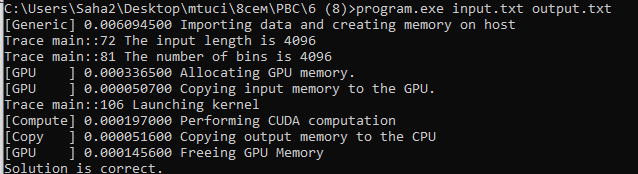 C:\Users\Saha2\Desktop\mtuci\8сем\РВС\6 (8)>program.exe input.txt output.txt
[Generic] 0.006094500 Importing data and creating memory on host
Trace main::72 The input length is 4096
Trace main::81 The number of bins is 4096
[GPU    ] 0.000336500 Allocating GPU memory.
[GPU    ] 0.000050700 Copying input memory to the GPU.
Trace main::106 Launching kernel
[Compute] 0.000197000 Performing CUDA computation
[Copy   ] 0.000051600 Copying output memory to the CPU
[GPU    ] 0.000145600 Freeing GPU Memory
Solution is correct.